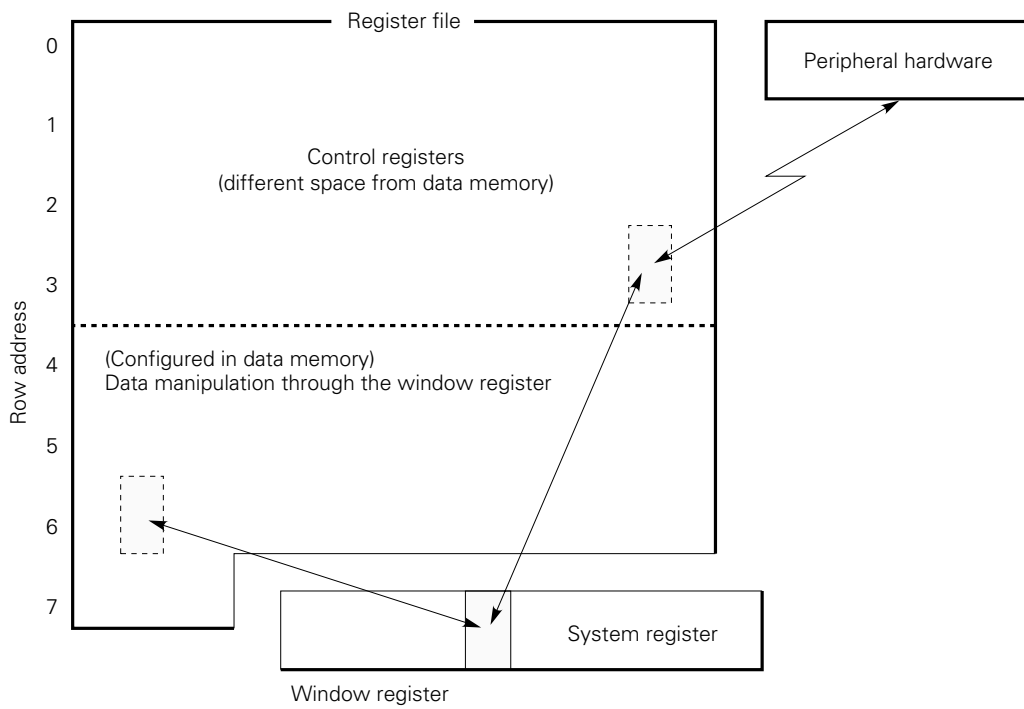 Register file
Peripheral hardware
0
1
Control registers
(different space from data memory)
2
3
Row address
(Configured in data memory)
4
Data manipulation through the window register
5
6
7
System register
Window register